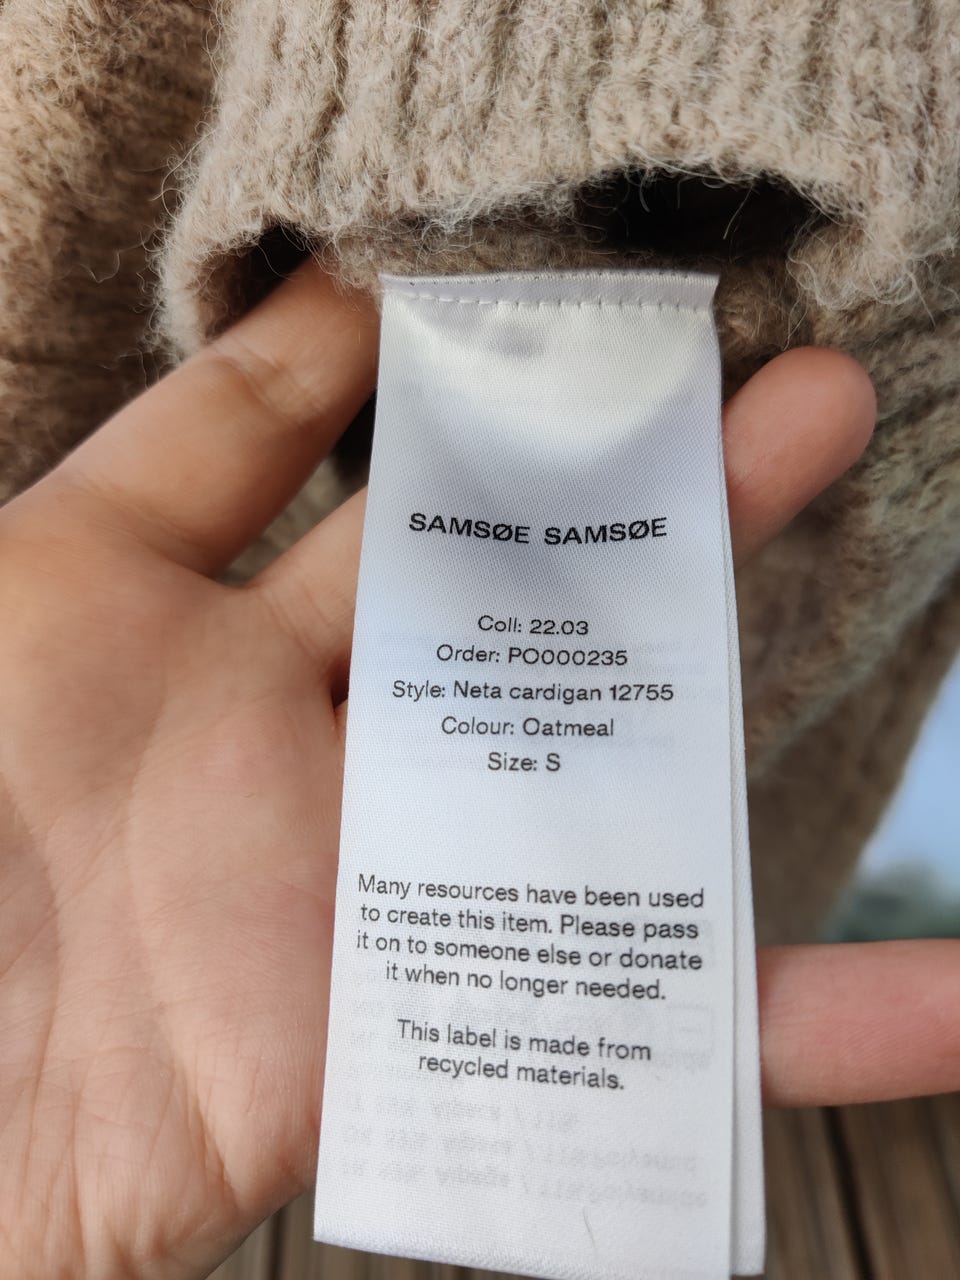 SAMSØE SAMSØE
Coll: 22.03
Order: PO000235
Style: Neta cardigan 12755
Colour: Oatmeal
Size: S
Many resources have been used
to create this item. Please pass
it on to someone else or donate
it when no longer needed.
This label is made from
recycled materials.